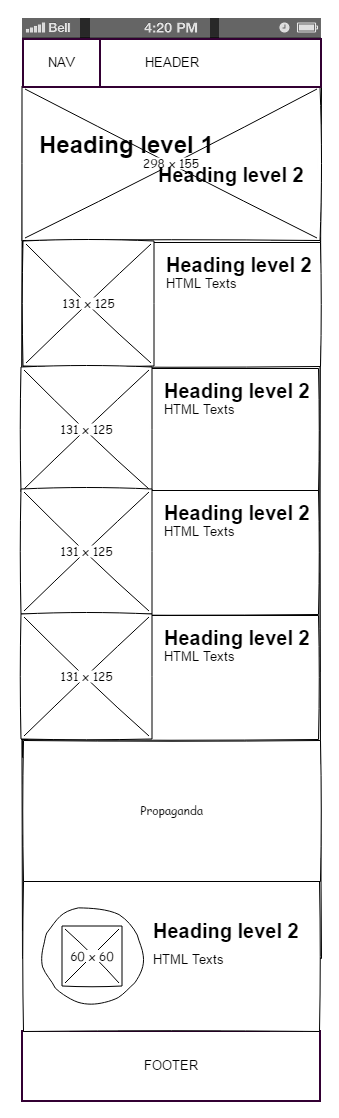 Bell 4:20 PM
NAV HEADER
Heading level 1
298 x 155
Heading level 2
Heading level 2
HTML Texts
131 x 125
Heading level 2
HTML Texts
131 x 125
Heading level 2
HTML Texts
131 x 125
Heading level 2
HTML Texts
131 x 125
Propaganda
Heading level 2
60 x 60
HTML Texts
FOOTER